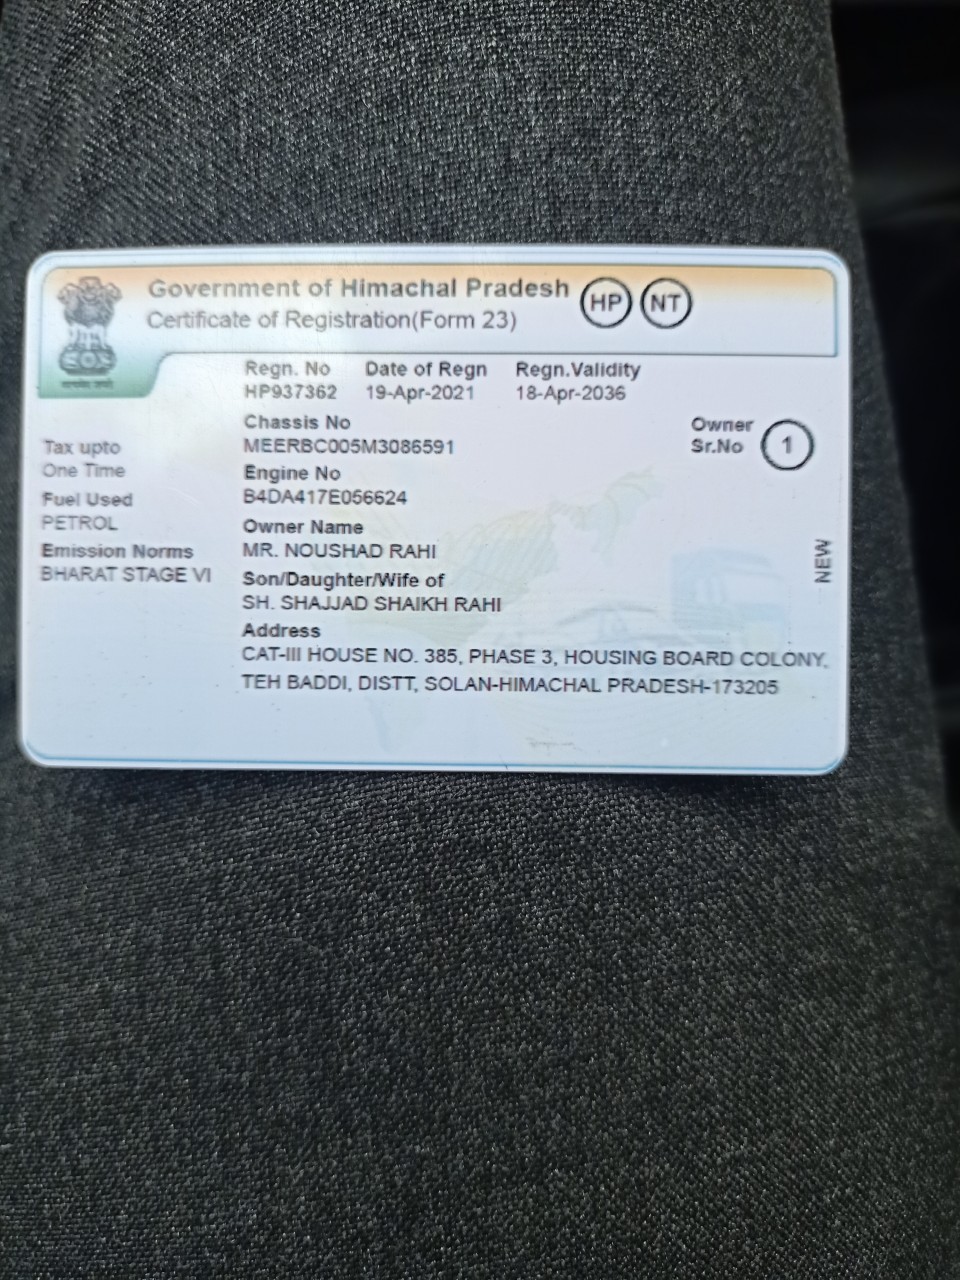 Government of Himachal Pradesh HP NT
Certificate of Registration(Form 23)
Regn. No Date of Regn Regn.Validity
HP937362 19-Apr-2021 18-Apr-2036
Chassis No
MEERBC005M3086591
Owner
Sr.No 1
Tax upto
One Time
Engine No
B4DA417E056624
Fuel Used
PETROL
Owner Name
MR. NOUSHAD RAHI
Emission Norms
BHARAT STAGE VI
Son/Daughter/Wife of
SH. SHAJJAD SHAIKH RAHI
NEW
Address
CAT-III HOUSE NO. 385, PHASE 3, HOUSING BOARD COLONY,
TEH BADDI, DISTT, SOLAN-HIMACHAL PRADESH-173205